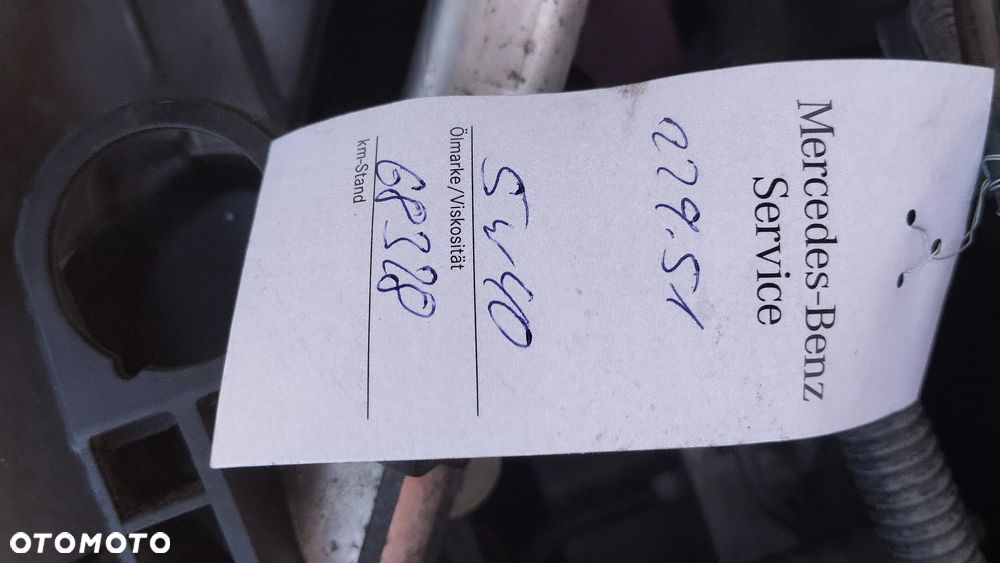 Mercedes-Benz
Service
229.51
5w40
Ölmarke/Viskosität
68328
km-Stand
OTOMOTO